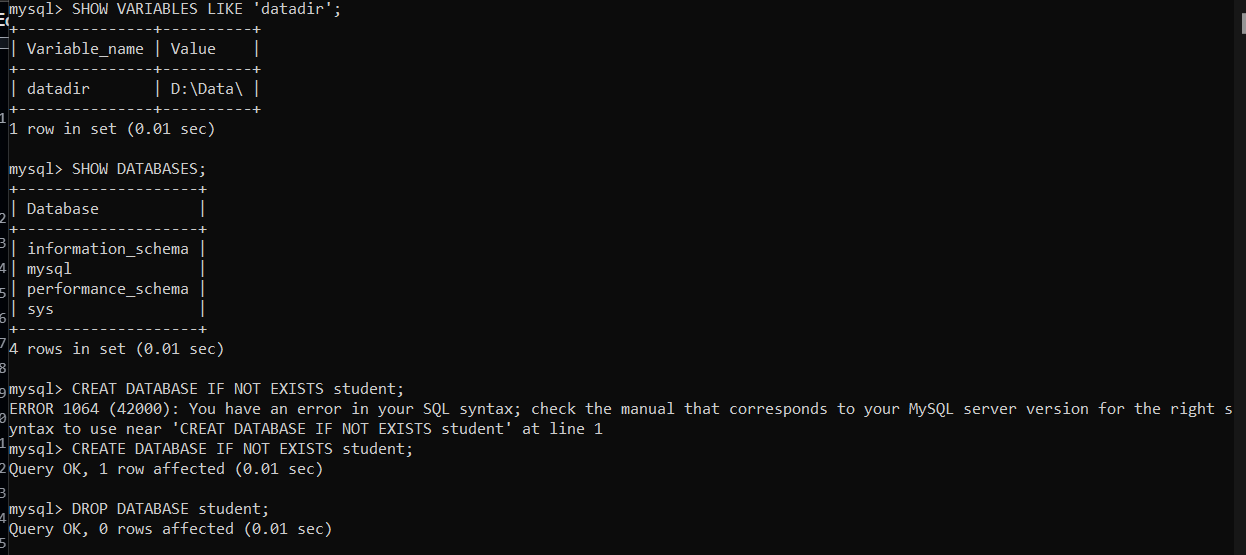 mysql> SHOW VARIABLES LIKE 'datadir';
+---------------+----------+
| Variable_name | Value    |
+---------------+----------+
| datadir       | D:\Data\ |
+---------------+----------+
1 row in set (0.01 sec)
mysql> SHOW DATABASES;
+--------------------+
| Database           |
+--------------------+
| information_schema |
| mysql              |
| performance_schema |
| sys                |
+--------------------+
4 rows in set (0.01 sec)
mysql> CREAT DATABASE IF NOT EXISTS student;
ERROR 1064 (42000): You have an error in your SQL syntax; check the manual that corresponds to your MySQL server version for the right s
yntax to use near 'CREAT DATABASE IF NOT EXISTS student' at line 1
mysql> CREATE DATABASE IF NOT EXISTS student;
Query OK, 1 row affected (0.01 sec)
mysql> DROP DATABASE student;
Query OK, 0 rows affected (0.01 sec)